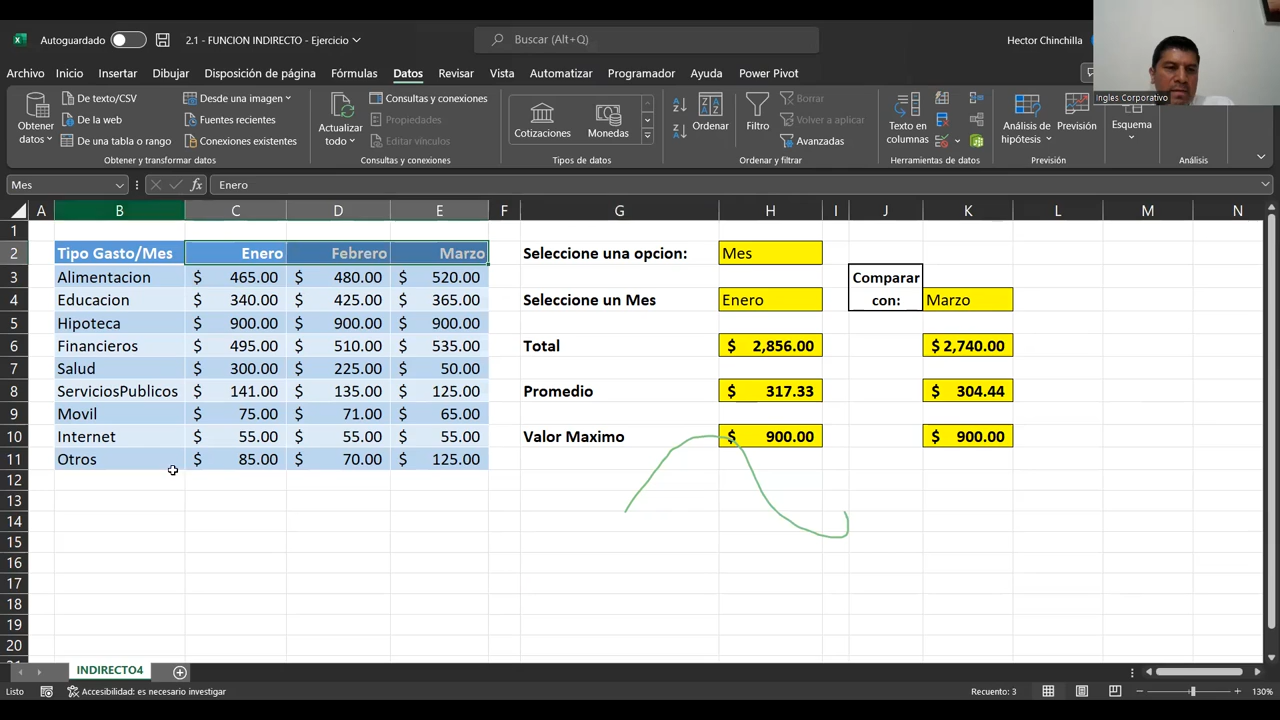 Autoguardado
2.1 - FUNCION INDIRECTO - Ejercicio
Buscar (Alt+Q)
Hector Chinchilla
Ingles Corporativo
Archivo Inicio Insertar Dibujar Disposición de página Fórmulas Datos Revisar Vista Automatizar Programador Ayuda Power Pivot
Obtener datos
De texto/CSV
De la web
De una tabla o rango
Desde una imagen
Fuentes recientes
Conexiones existentes
Obtener y transformar datos
Actualizar todo
Consultas y conexiones
Propiedades
Editar vínculos
Consultas y conexiones
Cotizaciones Monedas
Tipos de datos
Ordenar
Filtro
Borrar
Volver a aplicar
Avanzadas
Ordenar y filtrar
Texto en columnas
Herramientas de datos
Análisis de hipótesis
Previsión
Previsión
Esquema
Análisis
Mes
fx Enero
A B C D E F G H I J K L M N
1
2 Tipo Gasto/Mes Enero Febrero Marzo Seleccione una opcion: Mes
3 Alimentacion $ 465.00 $ 480.00 $ 520.00 Comparar
4 Educacion $ 340.00 $ 425.00 $ 365.00 Seleccione un Mes Enero con: Marzo
5 Hipoteca $ 900.00 $ 900.00 $ 900.00
6 Financieros $ 495.00 $ 510.00 $ 535.00 Total $ 2,856.00 $ 2,740.00
7 Salud $ 300.00 $ 225.00 $ 50.00
8 ServiciosPublicos $ 141.00 $ 135.00 $ 125.00 Promedio $ 317.33 $ 304.44
9 Movil $ 75.00 $ 71.00 $ 65.00
10 Internet $ 55.00 $ 55.00 $ 55.00 Valor Maximo $ 900.00 $ 900.00
11 Otros $ 85.00 $ 70.00 $ 125.00
12
13
14
15
16
17
18
19
20
INDIRECTO4
Listo
Accesibilidad: es necesario investigar
Recuento: 3
130%